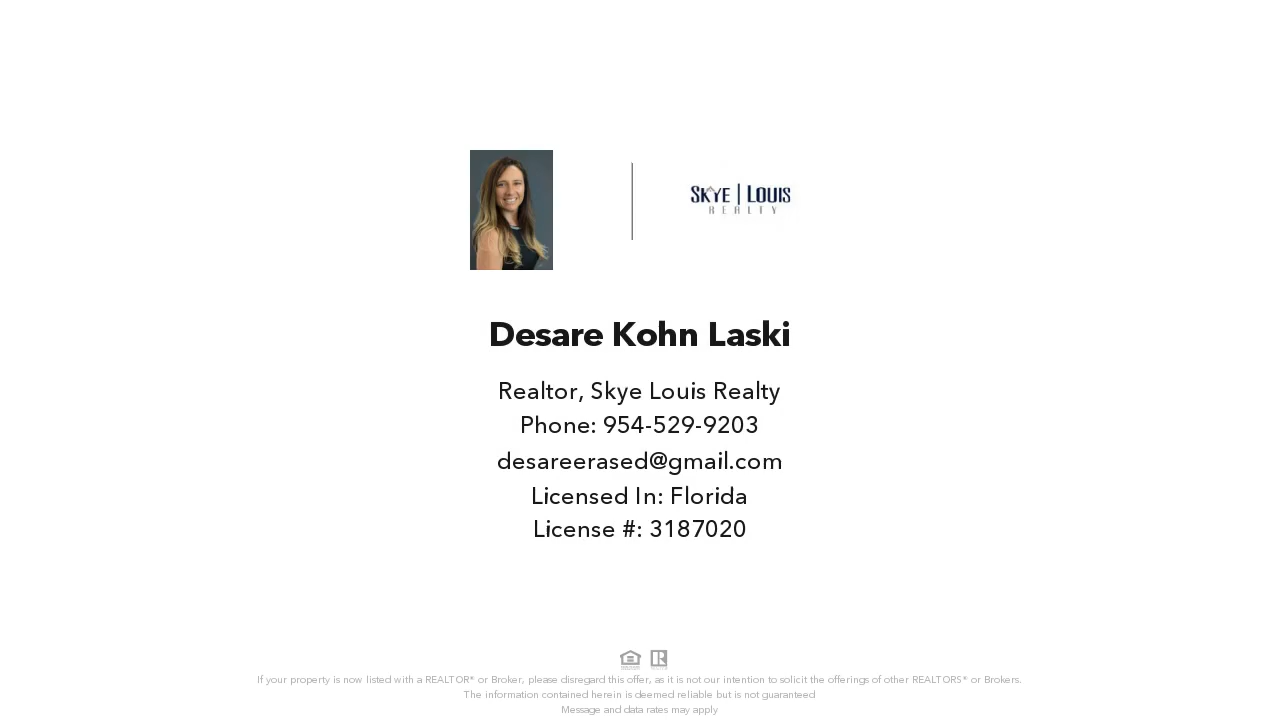 SKYE | LOUIS
REALTY
Desare Kohn Laski
Realtor, Skye Louis Realty
Phone: 954-529-9203
desareerased@gmail.com
Licensed In: Florida
License #: 3187020
If your property is now listed with a REALTOR® or Broker, please disregard this offer, as it is not our intention to solicit the offerings of other REALTORS® or Brokers.
The information contained herein is deemed reliable but is not guaranteed
Message and data rates may apply